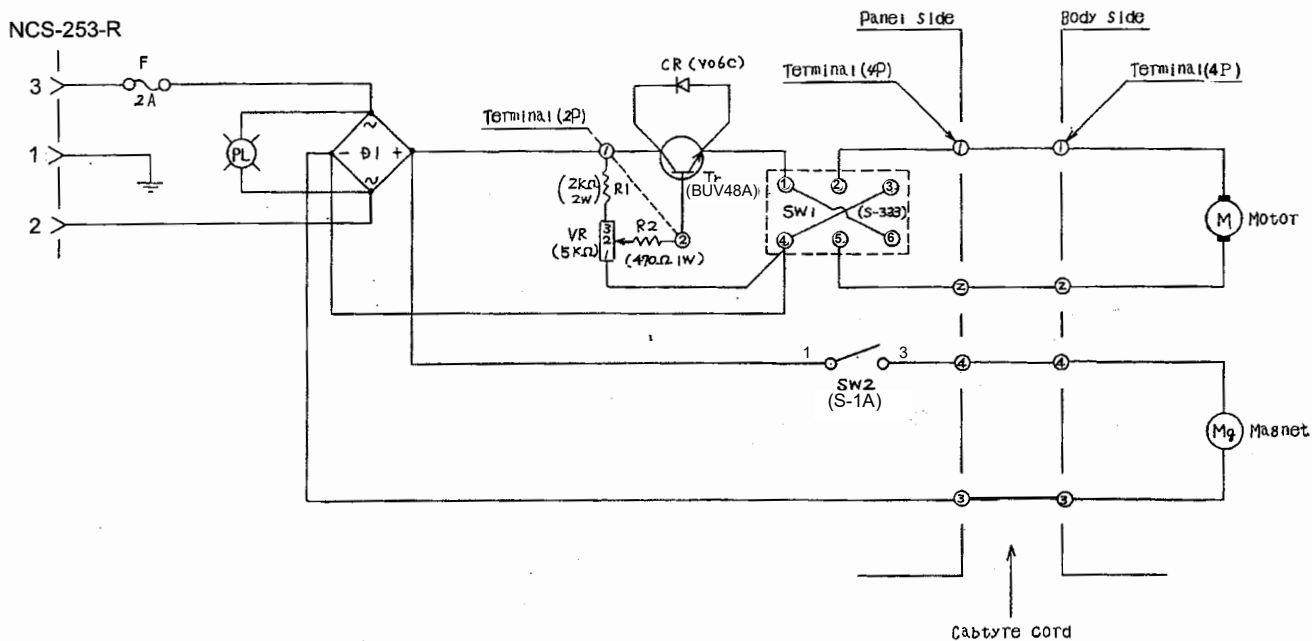 NCS-253-R
Panel Side
Body Side
F
2A
3
CR (V06C)
Terminal (4P)
Terminal (4P)
Terminal (2P)
1
PL
~
- D1 +
~
1
1
1
Tr
(BUV48A)
(2KΩ
2W)
R1
1. 2. 3.
SW1 (S-333)
4. 5. 6.
M Motor
2
VR
(5KΩ)
3
2
1
R2
(470Ω 1W)
2
2
2
1 3
SW2
(S-1A)
4
4
Mg Magnet
3
3
Cabtyre cord